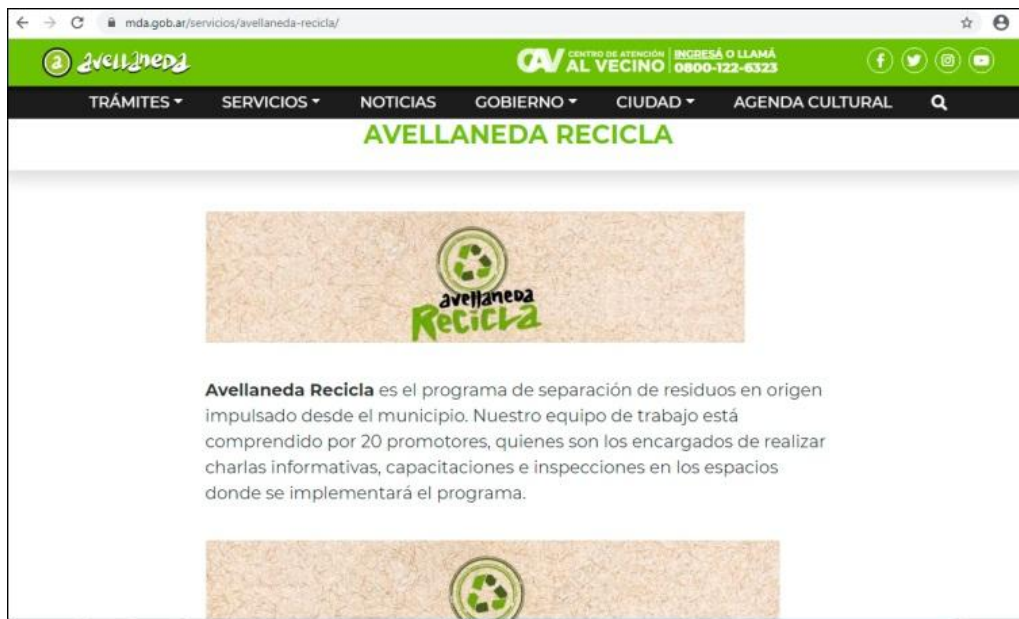 mda.gob.ar/servicios/avellaneda-recicla/
a avellaneda
CAV CENTRO DE ATENCIÓN AL VECINO INGRESÁ O LLAMÁ 0800-122-6323
TRÁMITES SERVICIOS NOTICIAS GOBIERNO CIUDAD AGENDA CULTURAL
AVELLANEDA RECICLA
avellaneda
Recicla
Avellaneda Recicla es el programa de separación de residuos en origen
impulsado desde el municipio. Nuestro equipo de trabajo está
comprendido por 20 promotores, quienes son los encargados de realizar
charlas informativas, capacitaciones e inspecciones en los espacios
donde se implementará el programa.